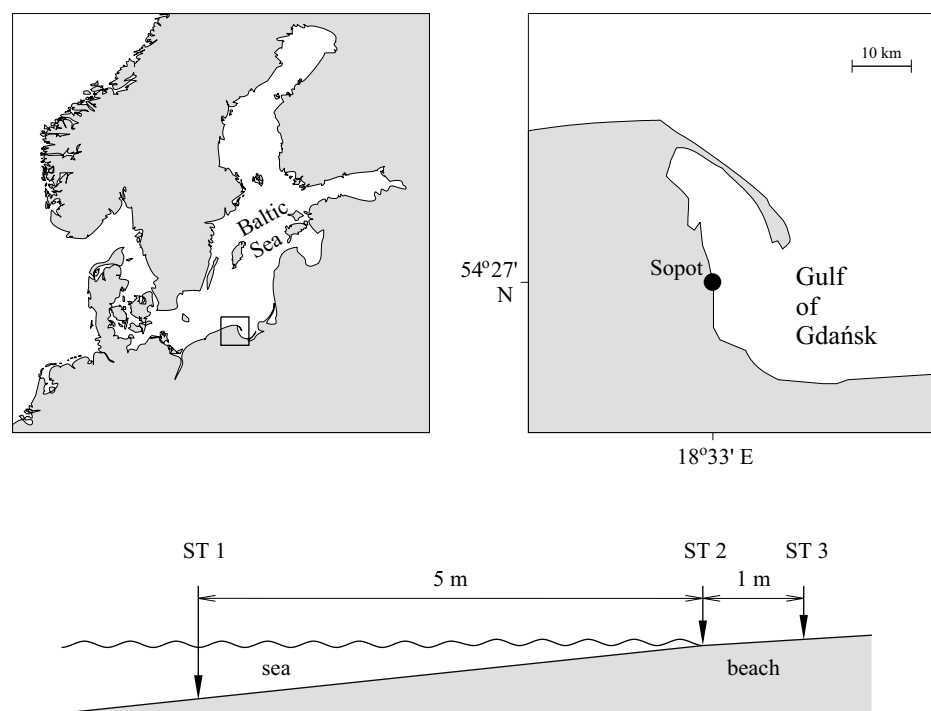 Baltic
Sea
10 km
54°27'
N
Sopot
Gulf
of
Gdańsk
18°33' E
ST 1
ST 2
ST 3
5 m
1 m
sea
beach